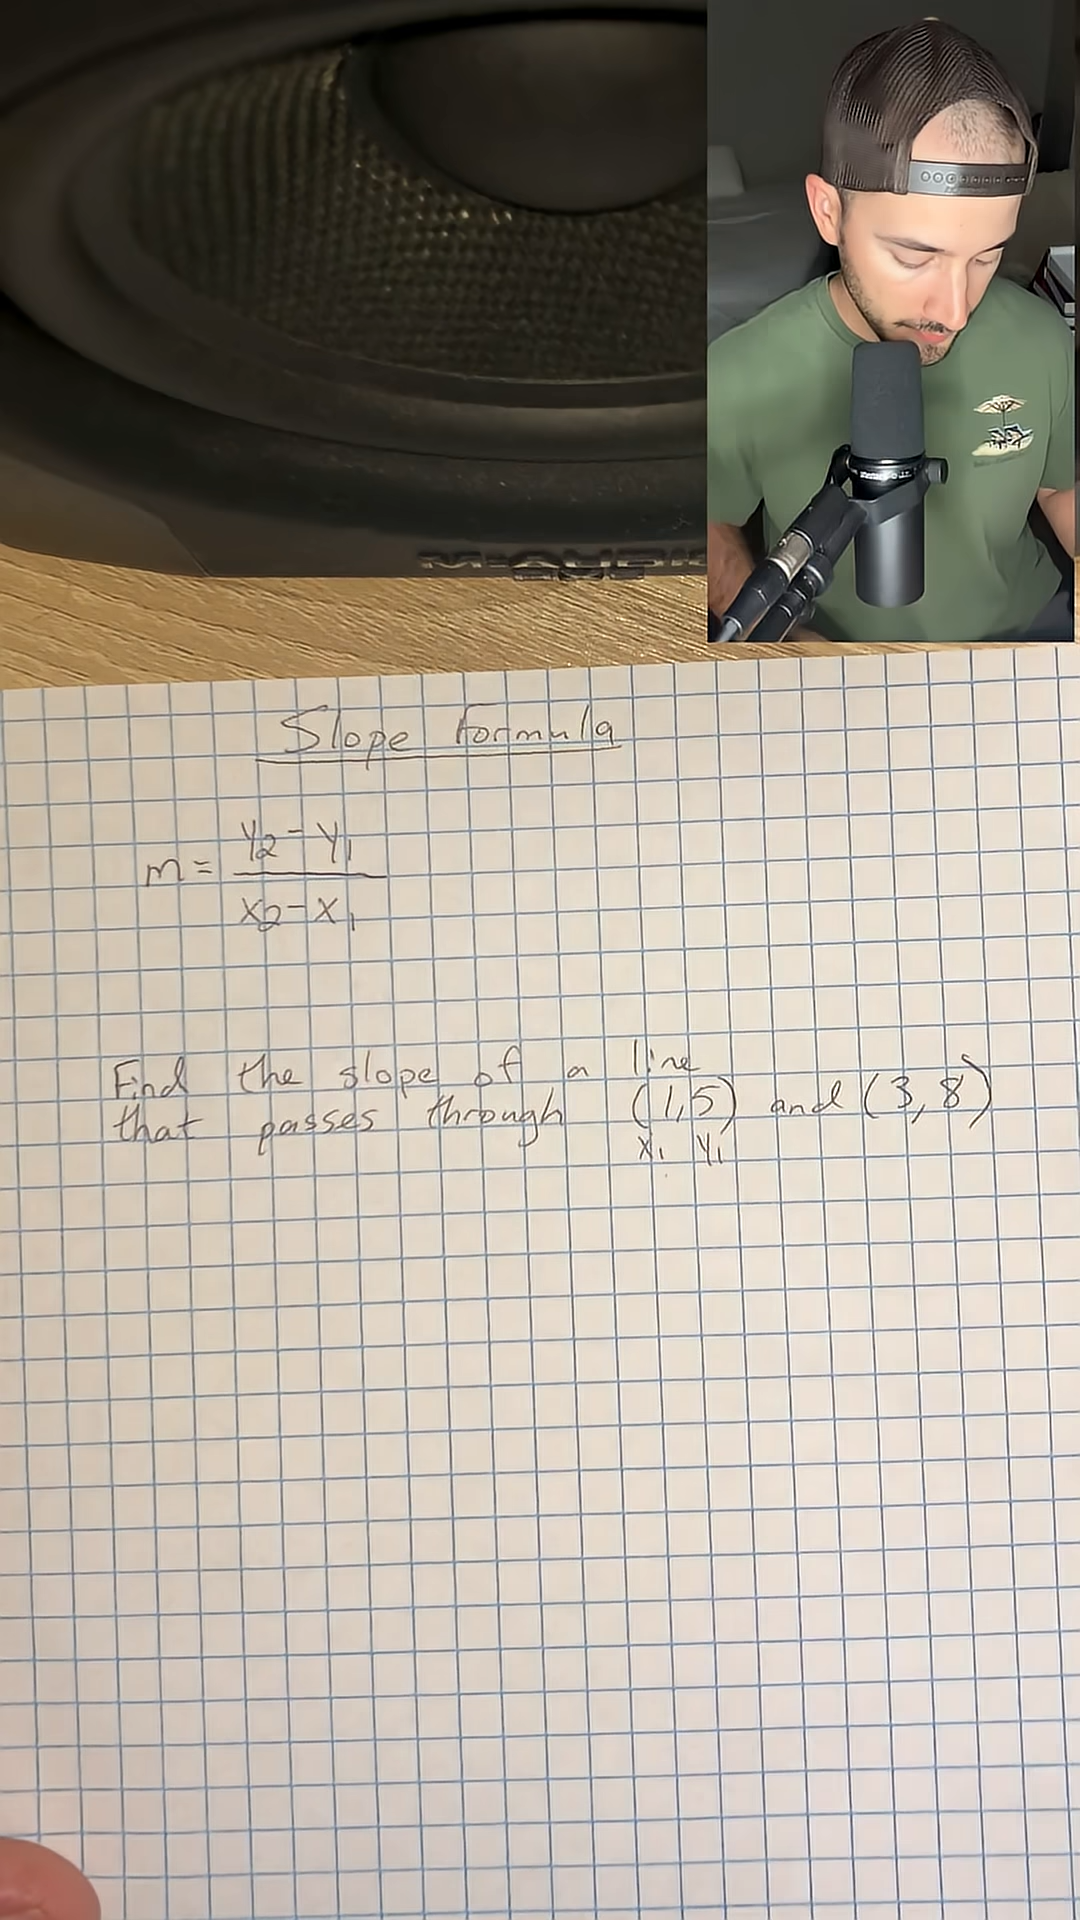 M-AUDIO
Slope Formula
m = y₂ - y₁
x₂ - x₁
Find the slope of a line
that passes through (1,5) and (3,8)
x₁ y₁